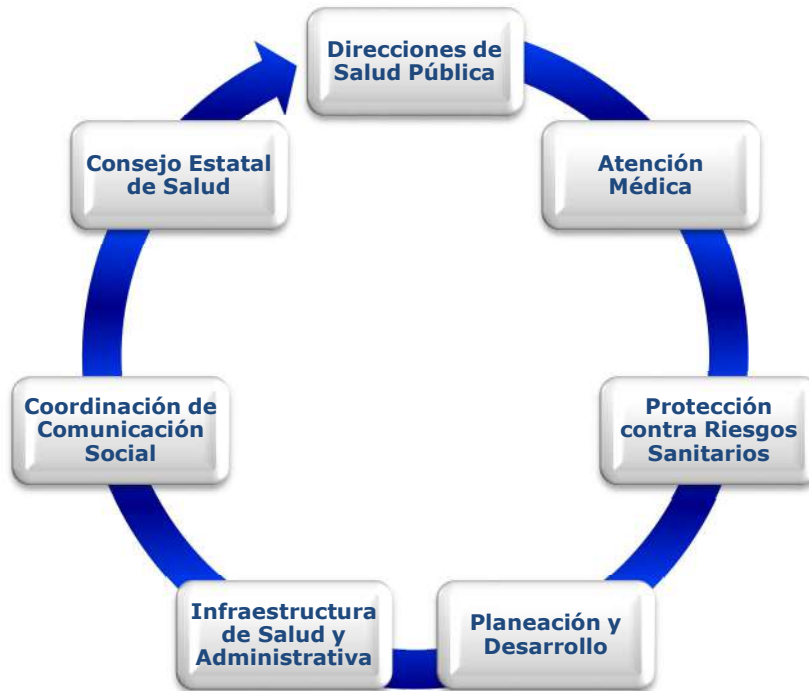 Direcciones de
Salud Pública
Atención
Médica
Protección
contra Riesgos
Sanitarios
Planeación y
Desarrollo
Infraestructura
de Salud y
Administrativa
Coordinación de
Comunicación
Social
Consejo Estatal
de Salud